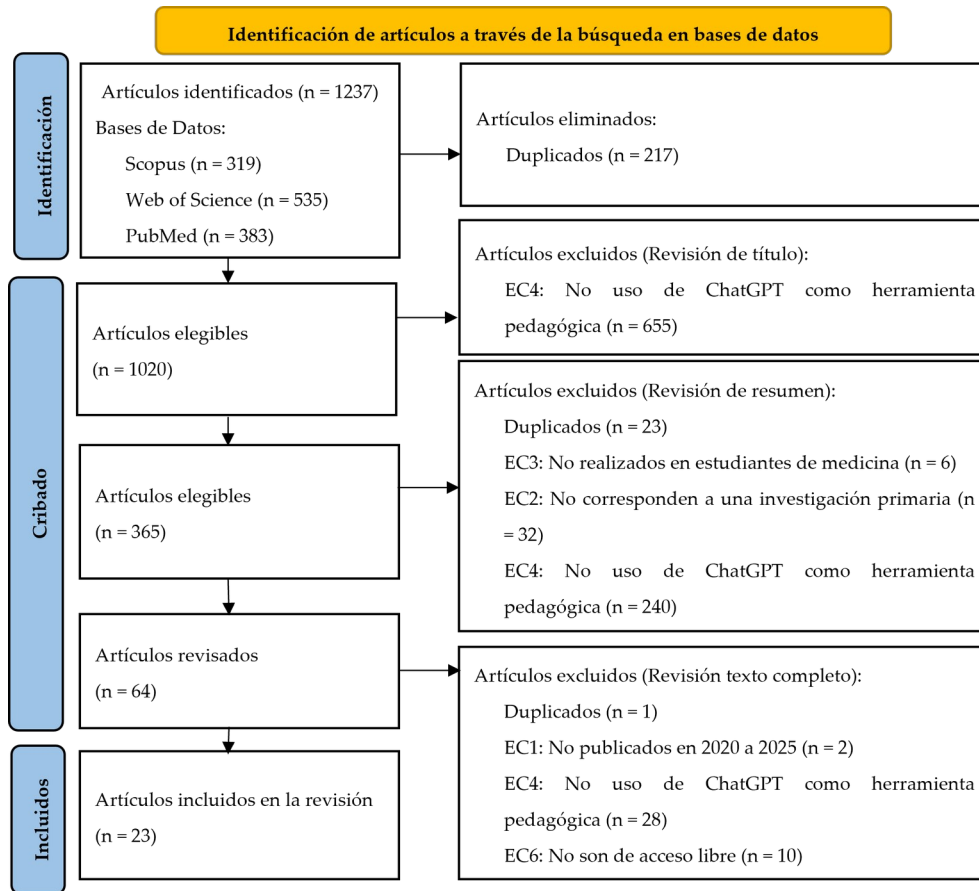 Identificación de artículos a través de la búsqueda en bases de datos
Identificación
Artículos identificados (n = 1237)
Bases de Datos:
Scopus (n = 319)
Web of Science (n = 535)
PubMed (n = 383)
Artículos eliminados:
Duplicados (n = 217)
Cribado
Artículos elegibles
(n = 1020)
Artículos excluidos (Revisión de título):
EC4: No uso de ChatGPT como herramienta
pedagógica (n = 655)
Artículos elegibles
(n = 365)
Artículos excluidos (Revisión de resumen):
Duplicados (n = 23)
EC3: No realizados en estudiantes de medicina (n = 6)
EC2: No corresponden a una investigación primaria (n
= 32)
EC4: No uso de ChatGPT como herramienta
pedagógica (n = 240)
Artículos revisados
(n = 64)
Artículos excluidos (Revisión texto completo):
Duplicados (n = 1)
EC1: No publicados en 2020 a 2025 (n = 2)
EC4: No uso de ChatGPT como herramienta
pedagógica (n = 28)
EC6: No son de acceso libre (n = 10)
Incluidos
Artículos incluidos en la revisión
(n = 23)